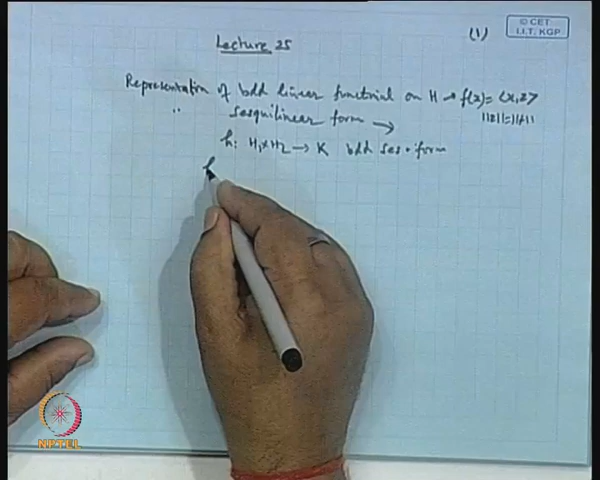 Lecture 25
(1)
© CET
I.I.T. KGP
Representation of bdd linear functional on H → f(x) = <x,z>
||z||=||f||
" sesquilinear form →
h: H1×H2 → K bdd ses. form
NPTEL